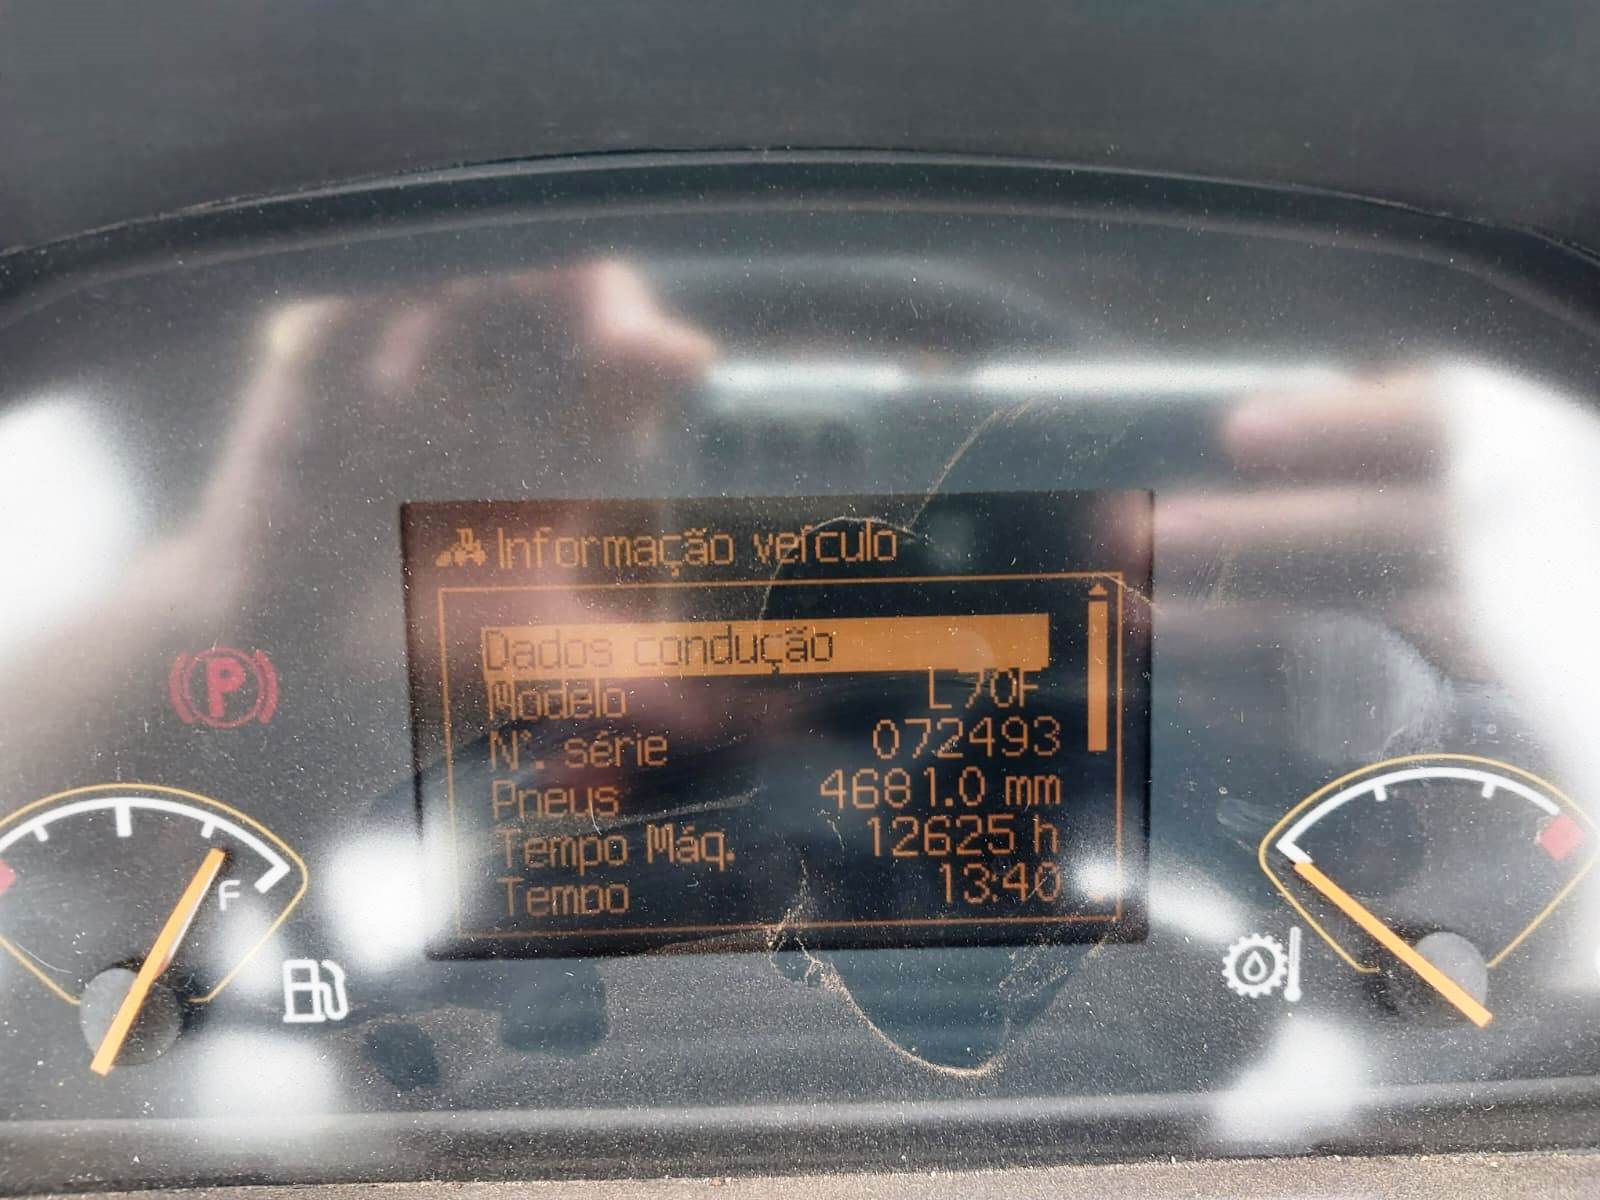 Informação veículo
Dados condução
Modelo L70F
N°. série 072493
Pneus 4681.0 mm
Tempo Máq. 12625 h
Tempo 13:40
P
F